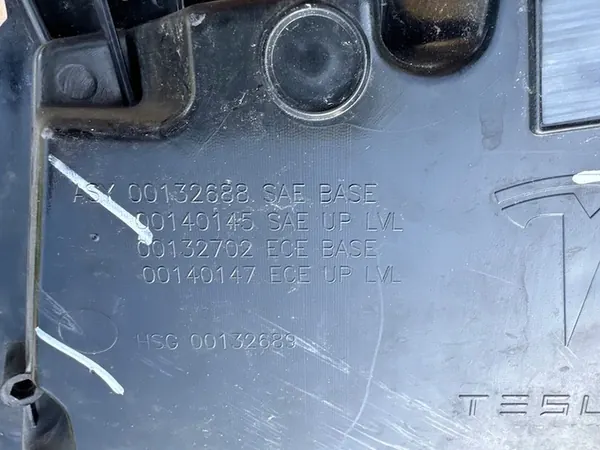 ASY 00132688 SAE BASE
00140145 SAE UP LVL
00132702 ECE BASE
00140147 ECE UP LVL
HSG 00132689
TESL